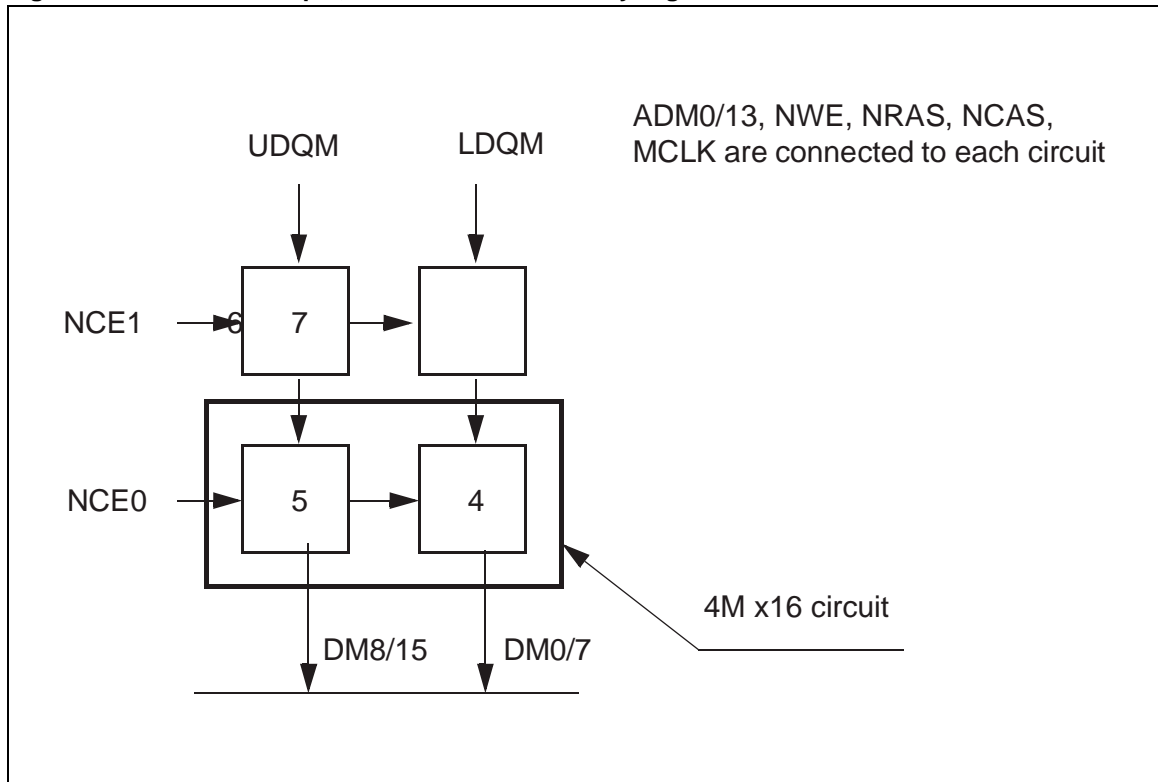 ADM0/13, NWE, NRAS, NCAS,
MCLK are connected to each circuit
UDQM
LDQM
NCE1
6
7
NCE0
5
4
4M x16 circuit
DM8/15
DM0/7